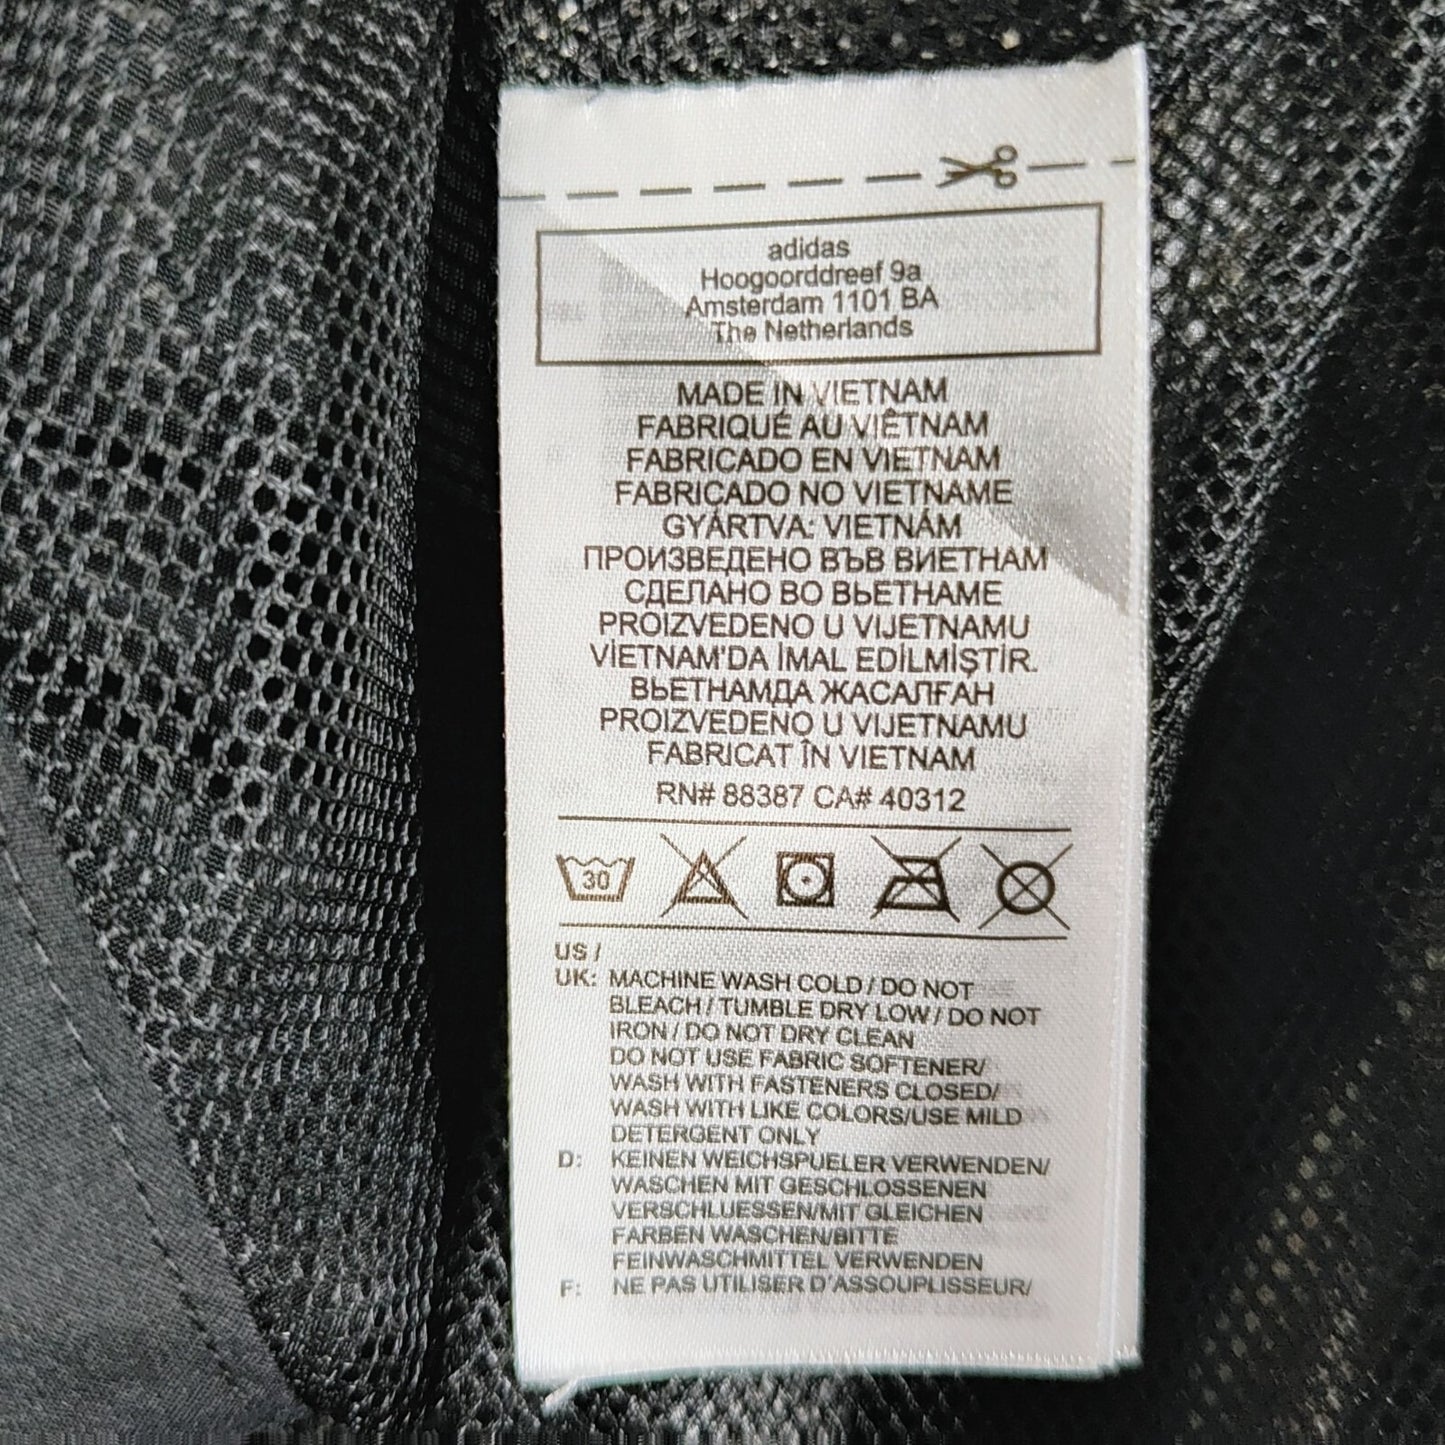 adidas
Hoogoorddreef 9a
Amsterdam 1101 BA
The Netherlands
MADE IN VIETNAM
FABRIQUÉ AU VIÊTNAM
FABRICADO EN VIETNAM
FABRICADO NO VIETNAME
GYÁRTVA: VIETNÁM
ПРОИЗВЕДЕНО ВЪВ ВИЕТНАМ
СДЕЛАНО ВО ВЬЕТНАМЕ
PROIZVEDENO U VIJETNAMU
VİETNAM'DA İMAL EDİLMİŞTİR.
ВЬЕТНАМДА ЖАСАЛҒАН
PROIZVEDENO U VIJETNAMU
FABRICAT ÎN VIETNAM
RN# 88387 CA# 40312
30
US /
UK: MACHINE WASH COLD / DO NOT
BLEACH / TUMBLE DRY LOW / DO NOT
IRON / DO NOT DRY CLEAN
DO NOT USE FABRIC SOFTENER/
WASH WITH FASTENERS CLOSED/
WASH WITH LIKE COLORS/USE MILD
DETERGENT ONLY
D: KEINEN WEICHSPUELER VERWENDEN/
WASCHEN MIT GESCHLOSSENEN
VERSCHLUESSEN/MIT GLEICHEN
FARBEN WASCHEN/BITTE
FEINWASCHMITTEL VERWENDEN
F: NE PAS UTILISER D'ASSOUPLISSEUR/